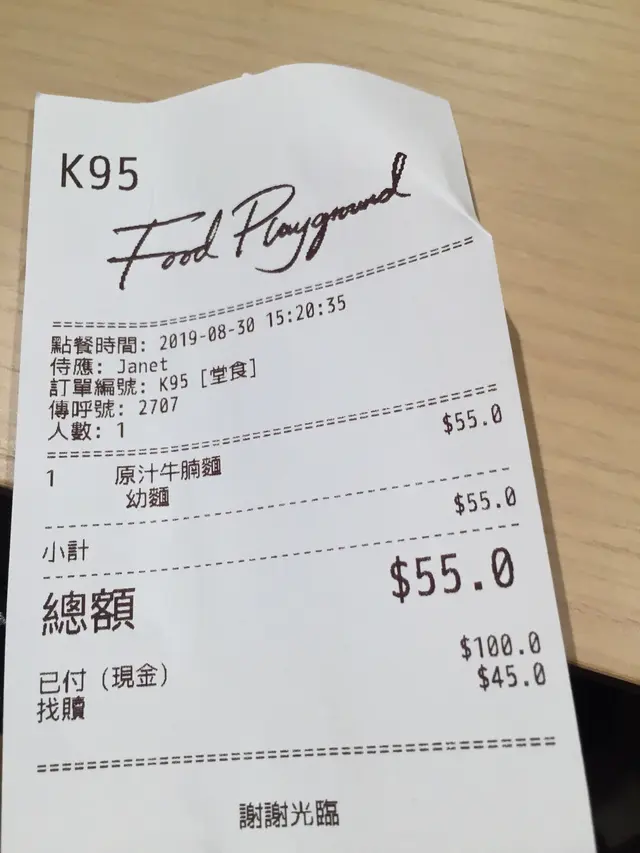 K95
Food Playground
點餐時間: 2019-08-30 15:20:35
侍應: Janet
訂單編號: K95 [堂食]
傳呼號: 2707
人數: 1
1 原汁牛腩麵 $55.0
幼麵
小計 $55.0
總額 $55.0
已付 (現金) $100.0
找贖 $45.0
謝謝光臨